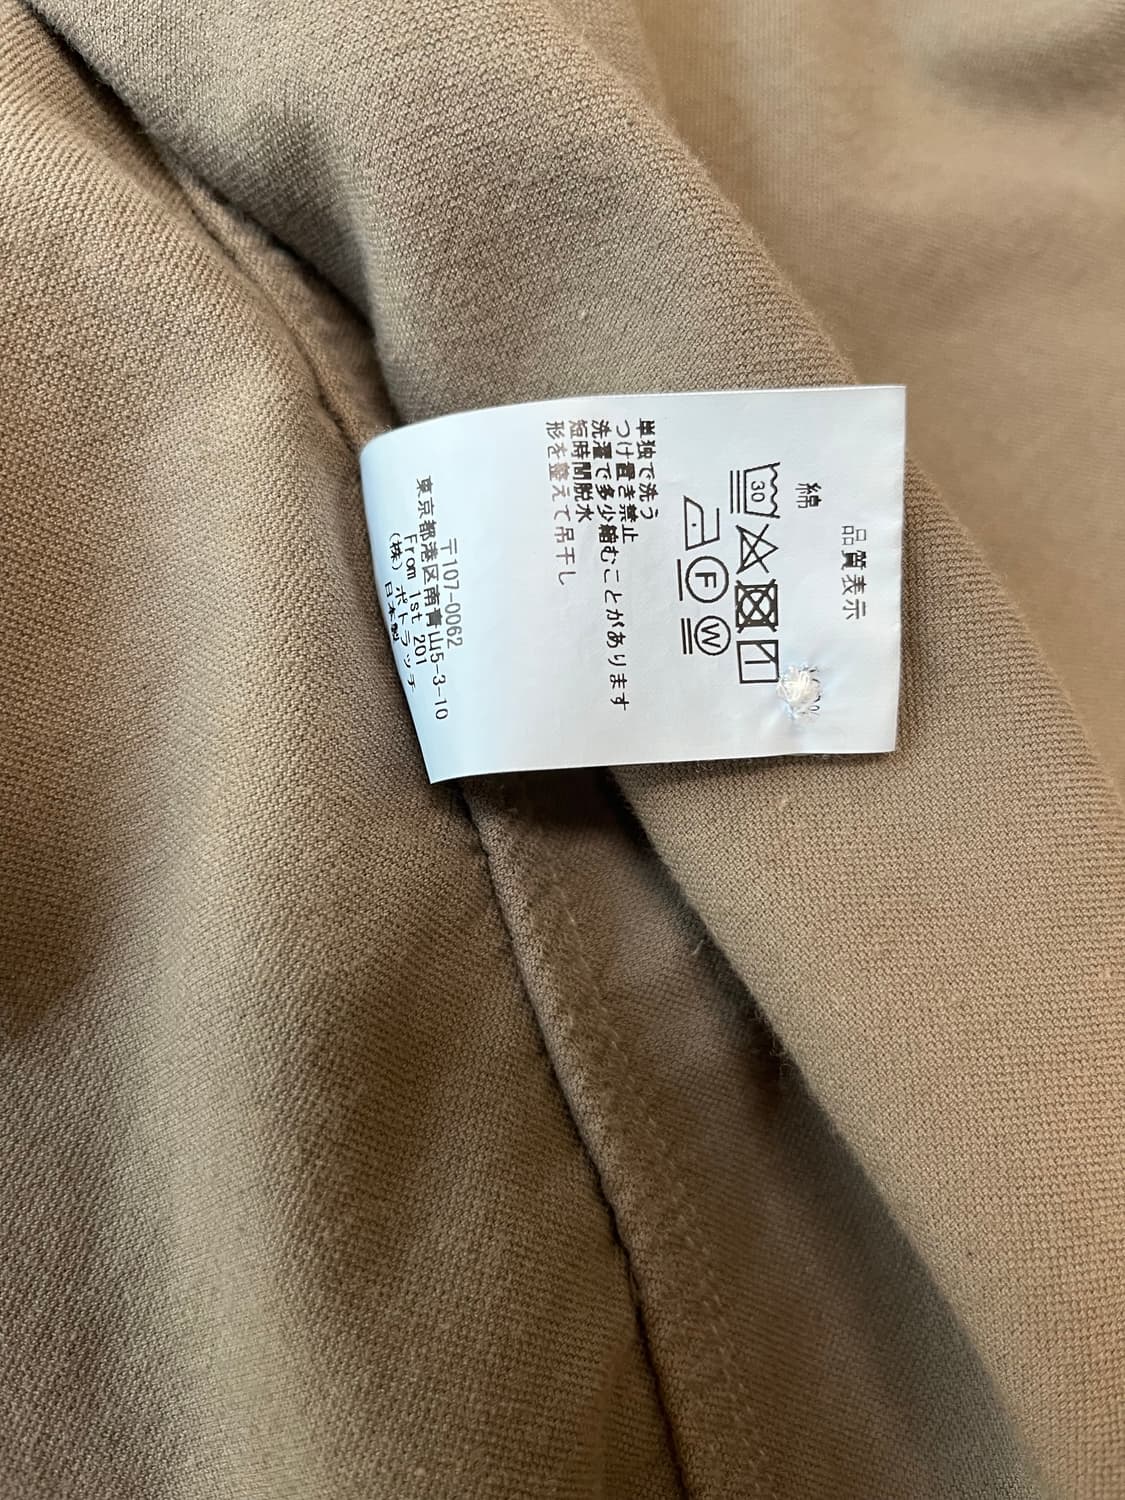 品質表示
綿
30
F W
単独で洗う
つけ置き禁止
洗濯で多少縮むことがあります
短時間脱水
形を整えて吊干し
〒107-0062
東京都港区南青山5-3-10
From 1st 201
(株) ポトラッチ
日本製